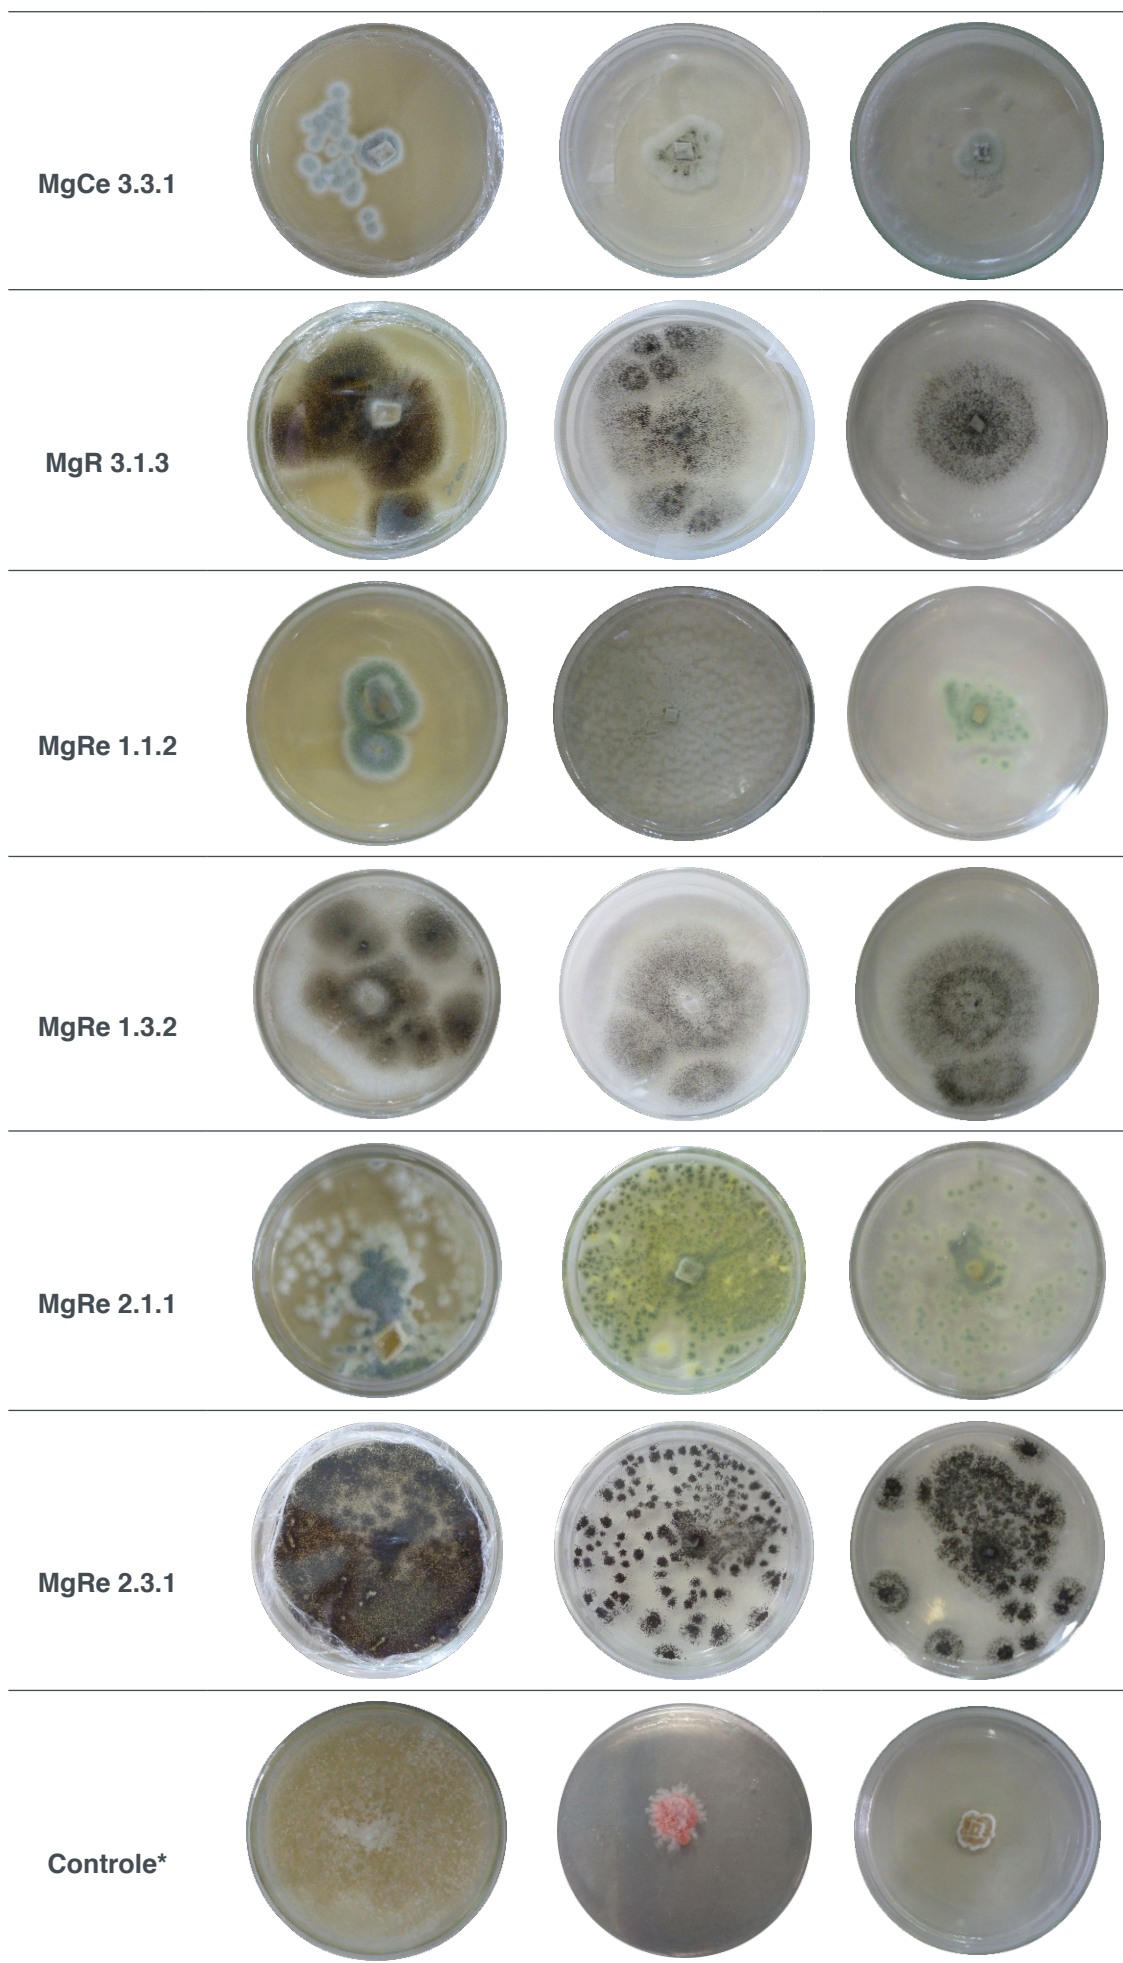 MgCe 3.3.1
MgR 3.1.3
MgRe 1.1.2
MgRe 1.3.2
MgRe 2.1.1
MgRe 2.3.1
Controle*